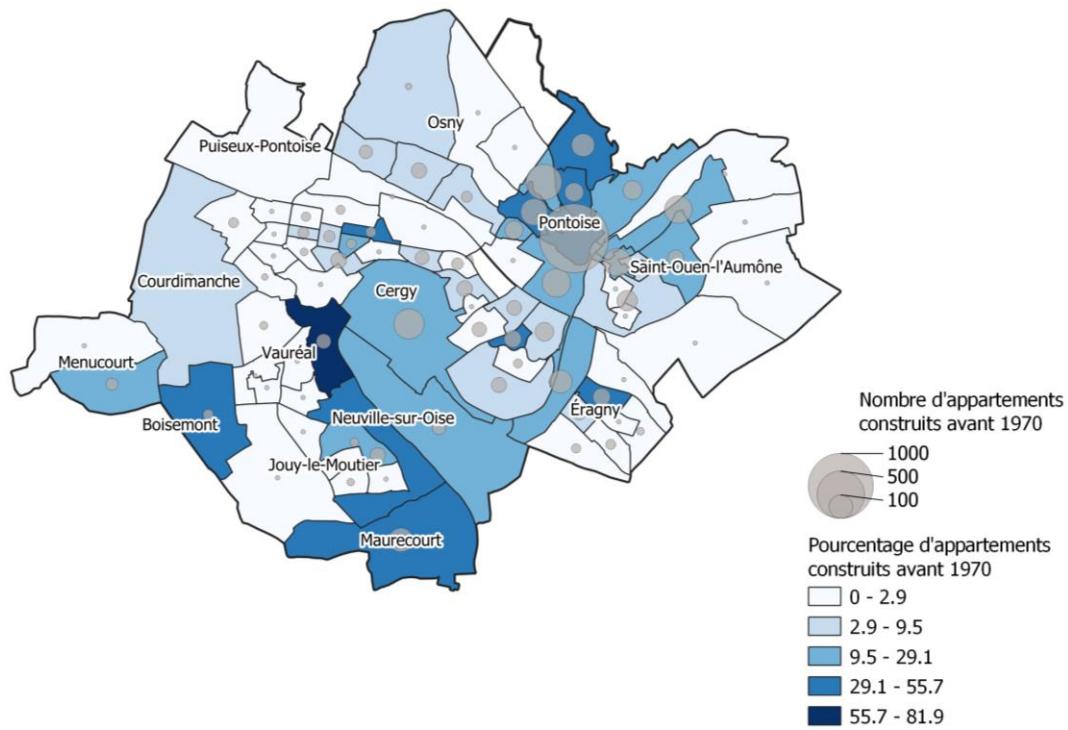 Osny
Puiseux-Pontoise
Pontoise
Saint-Ouen-l'Aumône
Courdimanche
Cergy
Menucourt
Vauréal
Boisemont
Neuville-sur-Oise
Éragny
Jouy-le-Moutier
Maurecourt
Nombre d'appartements
construits avant 1970
1000
500
100
Pourcentage d'appartements
construits avant 1970
0 - 2.9
2.9 - 9.5
9.5 - 29.1
29.1 - 55.7
55.7 - 81.9